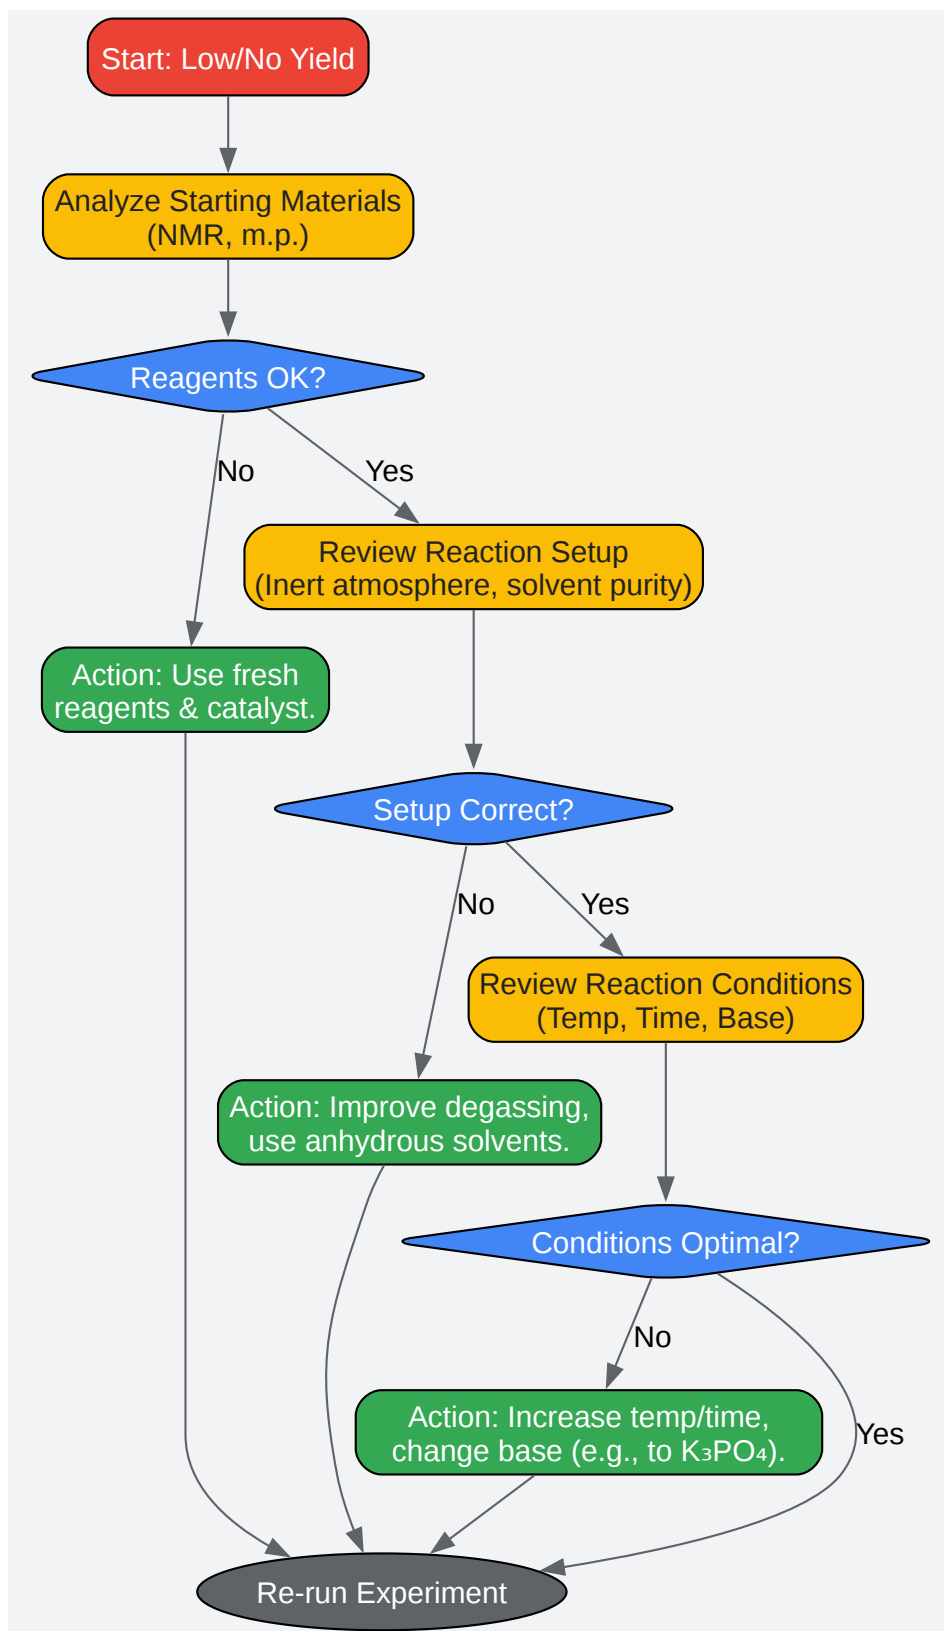 Start: Low/No Yield
Analyze Starting Materials
(NMR, m.p.)
Reagents OK?
No
Yes
Review Reaction Setup
(Inert atmosphere, solvent purity)
Action: Use fresh
reagents & catalyst.
Setup Correct?
No
Yes
Review Reaction Conditions
(Temp, Time, Base)
Action: Improve degassing,
use anhydrous solvents.
Conditions Optimal?
No
Action: Increase temp/time,
change base (e.g., to K₃PO₄).
Yes
Re-run Experiment